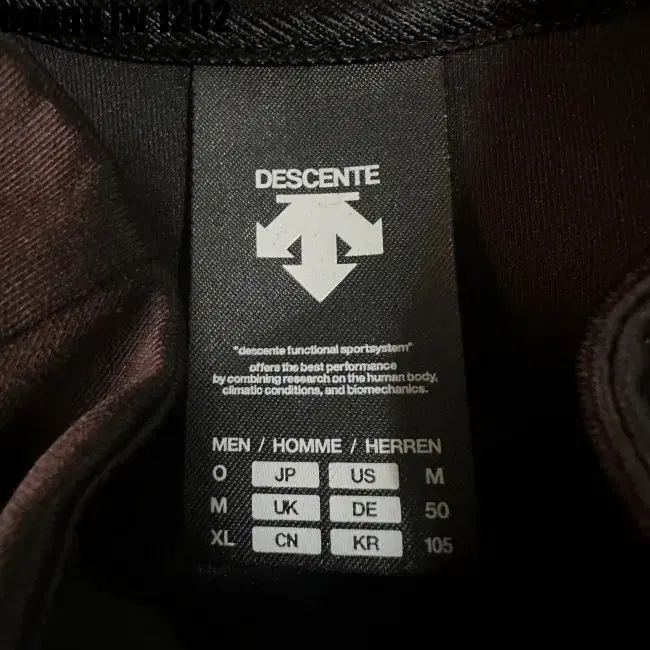 DESCENTE
"descente functional sportsystem"
offers the best performance
by combining research on the human body,
climatic conditions, and biomechanics.
MEN / HOMME / HERREN
O JP US M
M UK DE 50
XL CN KR 105